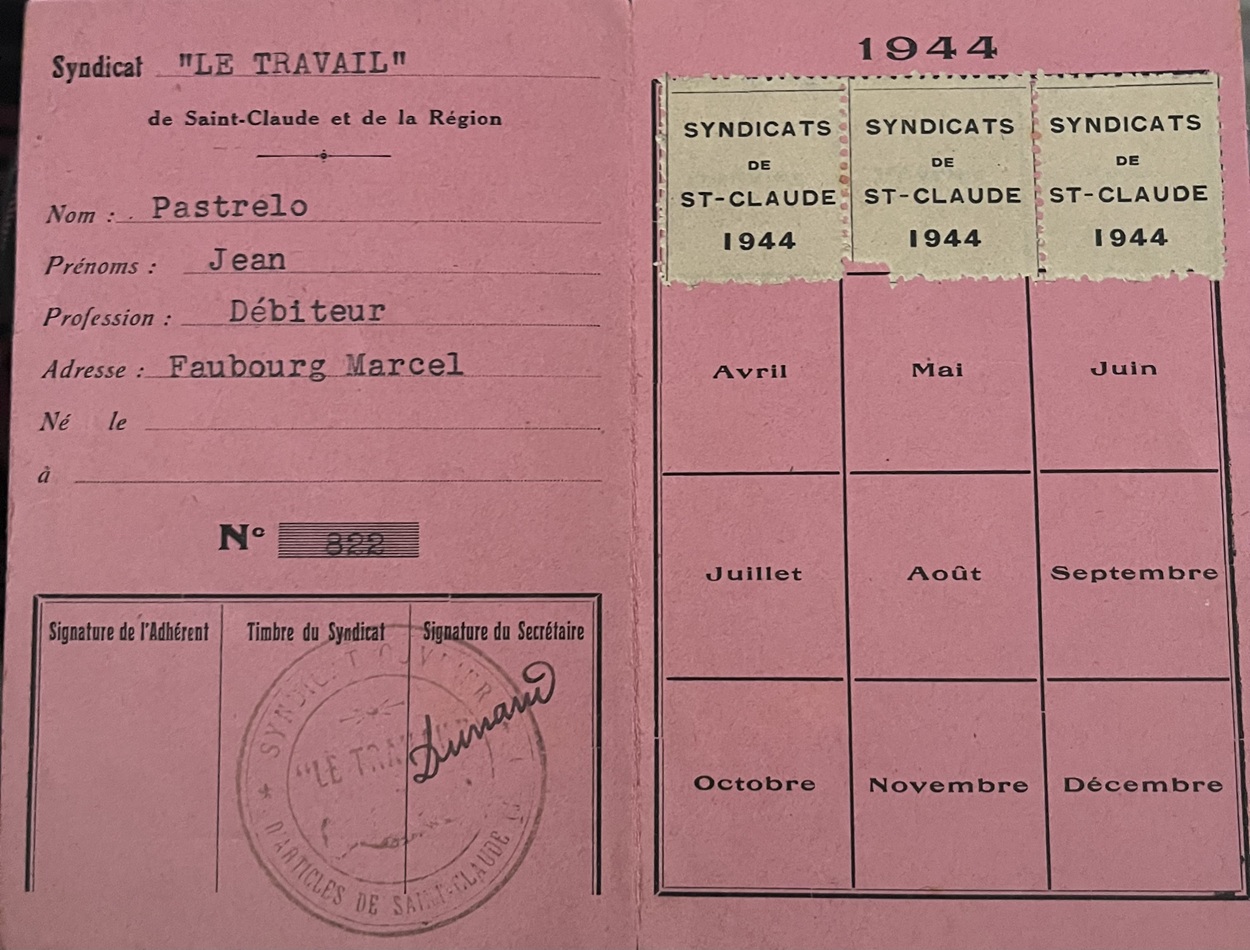 Syndicat "LE TRAVAIL"
de Saint-Claude et de la Région
Nom : Pastrelo
Prénoms : Jean
Profession : Débiteur
Adresse : Faubourg Marcel
Né le
à
N° 822
Signature de l'Adhérent
Timbre du Syndicat
Signature du Secrétaire
SYNDICAT OUVRIER
"LE TRAVAIL"
D'ARTICLES DE SAINT-CLAUDE
1944
SYNDICATS
DE
ST-CLAUDE
1944
SYNDICATS
DE
ST-CLAUDE
1944
SYNDICATS
DE
ST-CLAUDE
1944
Avril Mai Juin
Juillet Août Septembre
Octobre Novembre Décembre